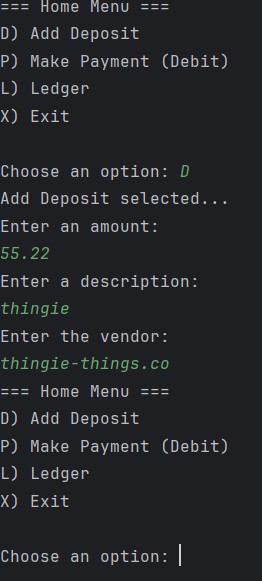 === Home Menu ===
D) Add Deposit
P) Make Payment (Debit)
L) Ledger
X) Exit
Choose an option: D
Add Deposit selected...
Enter an amount:
55.22
Enter a description:
thingie
Enter the vendor:
thingie-things.co
=== Home Menu ===
D) Add Deposit
P) Make Payment (Debit)
L) Ledger
X) Exit
Choose an option: